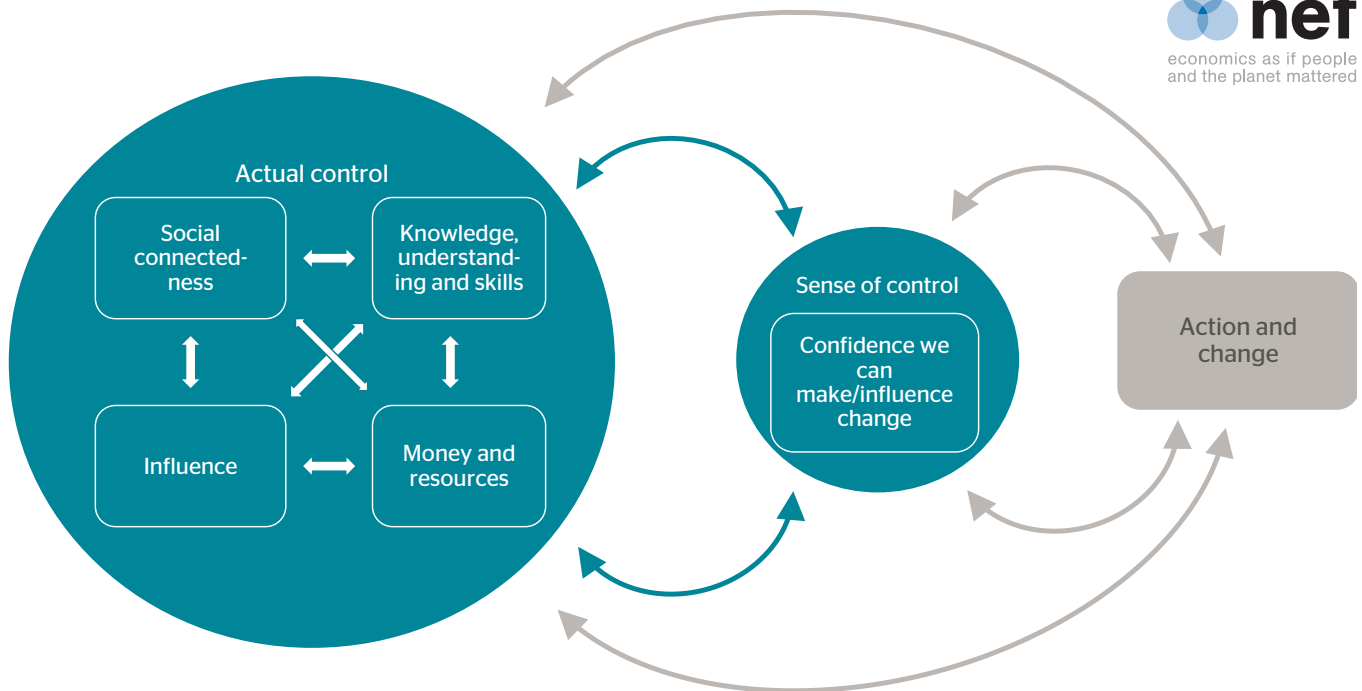 nef
economics as if people
and the planet mattered
Actual control
Social
connected-
ness
Knowledge,
understand-
ing and skills
Influence
Money and
resources
Sense of control
Confidence we
can
make/influence
change
Action and
change